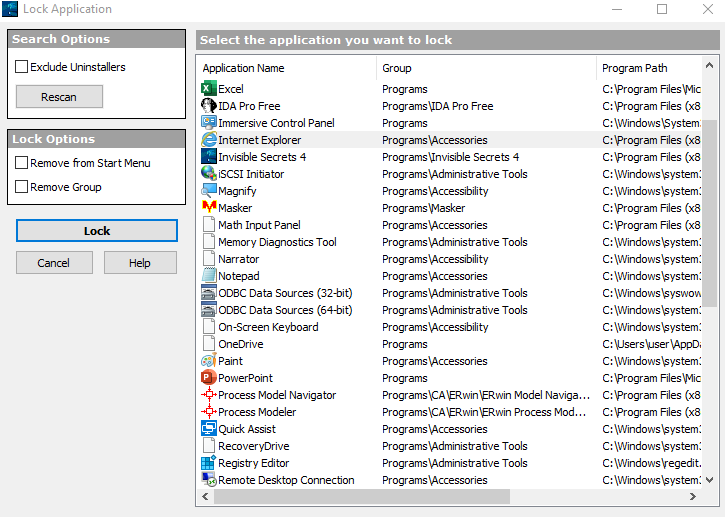 Lock Application
Search Options
Exclude Uninstallers
Rescan
Lock Options
Remove from Start Menu
Remove Group
Lock
Cancel Help
Select the application you want to lock
Application Name Group Program Path
Excel Programs C:\Program Files\Mic
IDA Pro Free Programs\IDA Pro Free C:\Program Files (x8
Immersive Control Panel Programs C:\Windows\System3
Internet Explorer Programs\Accessories C:\Program Files (x8
Invisible Secrets 4 Programs\Invisible Secrets 4 C:\Program Files (x8
iSCSI Initiator Programs\Administrative Tools C:\Windows\system3
Magnify Programs\Accessibility C:\Windows\system3
Masker Programs\Masker C:\Program Files (x8
Math Input Panel Programs\Accessories C:\Program Files (x8
Memory Diagnostics Tool Programs\Administrative Tools C:\Windows\system3
Narrator Programs\Accessibility C:\Windows\system3
Notepad Programs\Accessories C:\Windows\system3
ODBC Data Sources (32-bit) Programs\Administrative Tools C:\Windows\syswow
ODBC Data Sources (64-bit) Programs\Administrative Tools C:\Windows\system3
On-Screen Keyboard Programs\Accessibility C:\Windows\system3
OneDrive Programs C:\Users\user\AppDa
Paint Programs\Accessories C:\Windows\system3
PowerPoint Programs C:\Program Files\Mic
Process Model Navigator Programs\CA\ERwin\ERwin Model Naviga... C:\Program Files (x8
Process Modeler Programs\CA\ERwin\ERwin Process Mod... C:\Program Files (x8
Quick Assist Programs\Accessories C:\Windows\system3
RecoveryDrive Programs\Administrative Tools C:\Windows\system3
Registry Editor Programs\Administrative Tools C:\Windows\regedit.
Remote Desktop Connection Programs\Accessories C:\Windows\system3